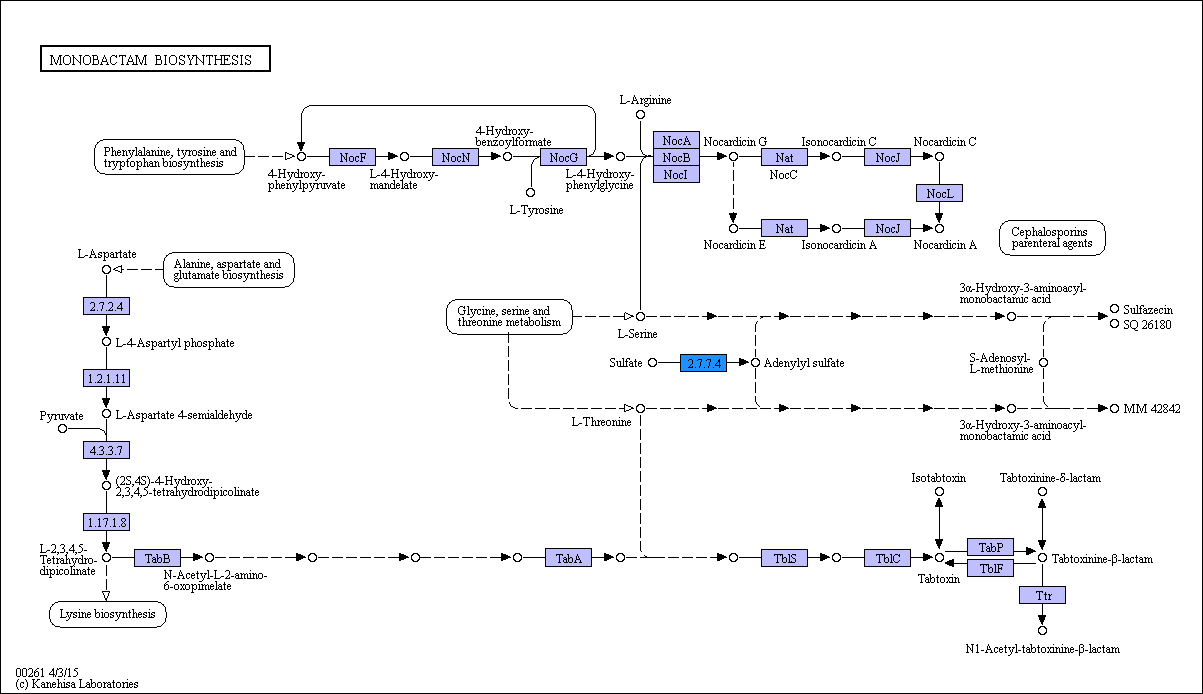 MONOBACTAM BIOSYNTHESIS
L-Arginine
Phenylalanine, tyrosine and
tryptophan biosynthesis
4-Hydroxy-
phenylpyruvate
NocF
L-4-Hydroxy-
mandelate
NocN
4-Hydroxy-
benzoylformate
NocG
L-Tyrosine
L-4-Hydroxy-
phenylglycine
NocA
NocB
NocI
Nocardicin G
Nat
NocC
Isonocardicin C
NocJ
Nocardicin C
NocL
Nocardicin E
Nat
Isonocardicin A
NocJ
Nocardicin A
Cephalosporins
parenteral agents
L-Aspartate
Alanine, aspartate and
glutamate biosynthesis
2.7.2.4
L-4-Aspartyl phosphate
1.2.1.11
L-Aspartate 4-semialdehyde
Pyruvate
4.3.3.7
(2S,4S)-4-Hydroxy-
2,3,4,5-tetrahydrodipicolinate
1.17.1.8
L-2,3,4,5-
Tetrahydro-
dipicolinate
Lysine biosynthesis
Glycine, serine and
threonine metabolism
L-Serine
3α-Hydroxy-3-aminoacyl-
monobactamic acid
Sulfazecin
SQ 26180
Sulfate
2.7.7.4
Adenylyl sulfate
S-Adenosyl-
L-methionine
L-Threonine
3α-Hydroxy-3-aminoacyl-
monobactamic acid
MM 42842
TabB
N-Acetyl-L-2-amino-
6-oxopimelate
TabA
TblS
TblC
Isotabtoxin
Tabtoxin
TabP
TblF
Tabtoxinine-δ-lactam
Tabtoxinine-β-lactam
Ttr
N1-Acetyl-tabtoxinine-β-lactam
00261 4/3/15
(c) Kanehisa Laboratories